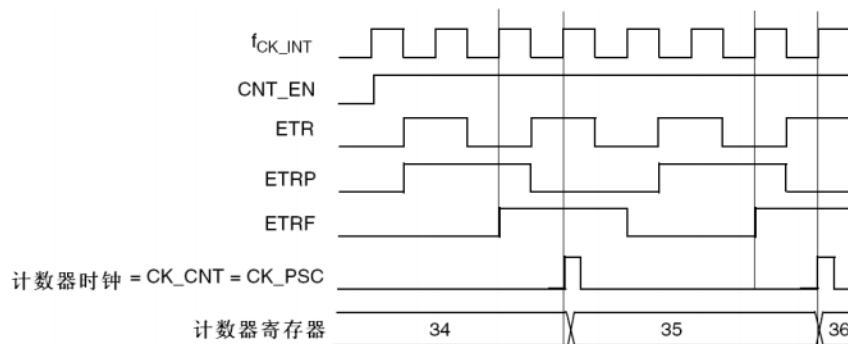 fCK_INT
CNT_EN
ETR
ETRP
ETRF
计数器时钟 = CK_CNT = CK_PSC
计数器寄存器 34 35 36